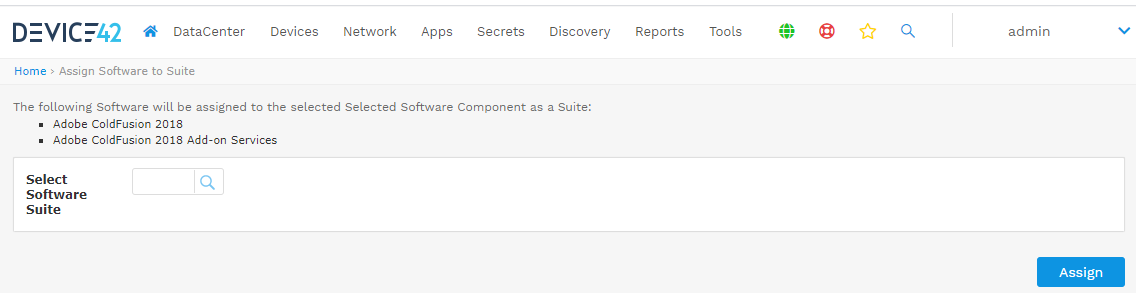 DEVICE42 DataCenter Devices Network Apps Secrets Discovery Reports Tools admin
Home › Assign Software to Suite
The following Software will be assigned to the selected Selected Software Component as a Suite:
Adobe ColdFusion 2018
Adobe ColdFusion 2018 Add-on Services
Select
Software
Suite
Assign